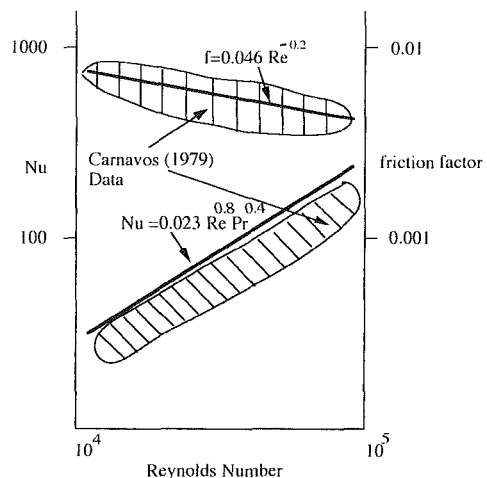 1000
0.01
f=0.046 Re^-0.2
Carnavos (1979)
Data
Nu
friction factor
Nu =0.023 Re^0.8 Pr^0.4
100
0.001
10^4
10^5
Reynolds Number